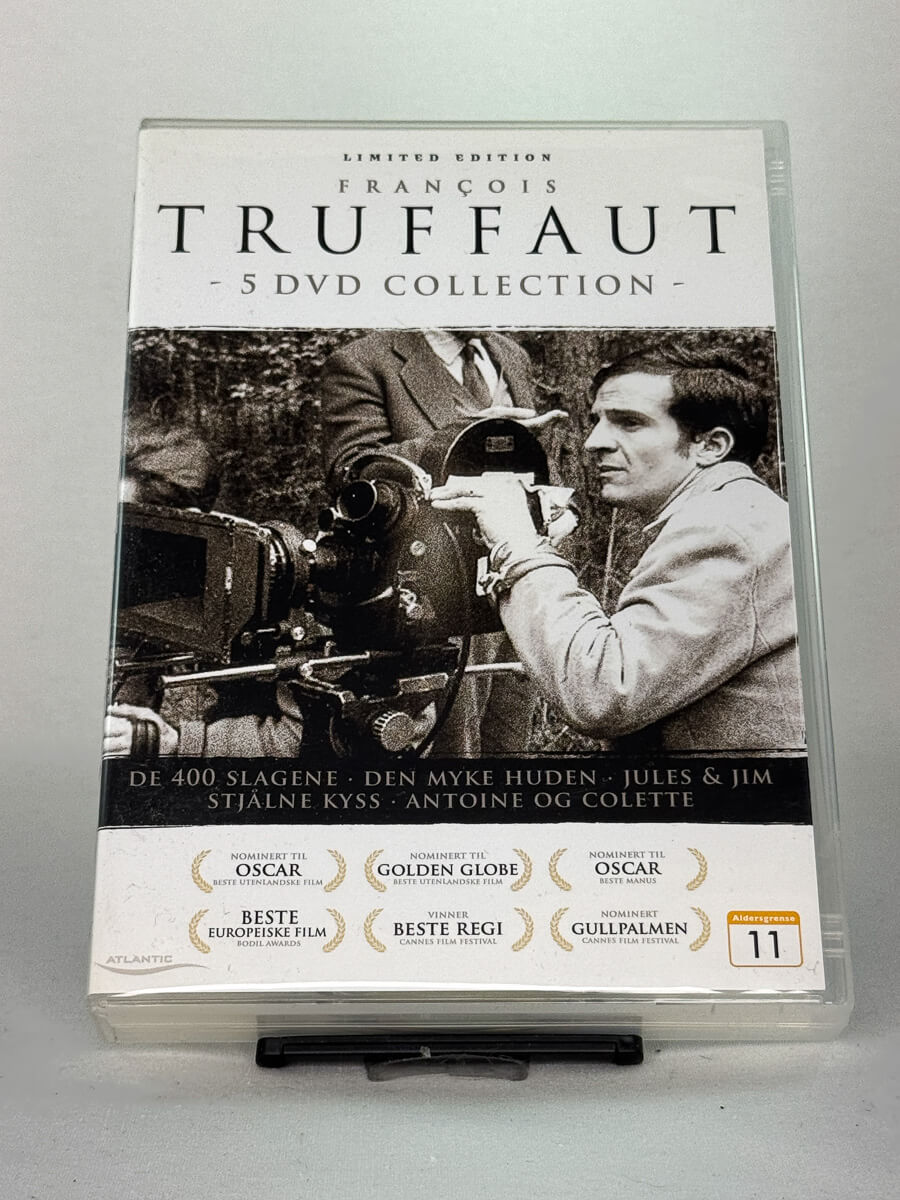 LIMITED EDITION
FRANÇOIS
TRUFFAUT
- 5 DVD COLLECTION -
DE 400 SLAGENE · DEN MYKE HUDEN · JULES & JIM
STJÅLNE KYSS · ANTOINE OG COLETTE
NOMINERT TIL
OSCAR
BESTE UTENLANDSKE FILM
NOMINERT TIL
GOLDEN GLOBE
BESTE UTENLANDSKE FILM
NOMINERT TIL
OSCAR
BESTE MANUS
BESTE
EUROPEISKE FILM
BODIL AWARDS
VINNER
BESTE REGI
CANNES FILM FESTIVAL
NOMINERT
GULLPALMEN
CANNES FILM FESTIVAL
Aldersgrense
11
ATLANTIC